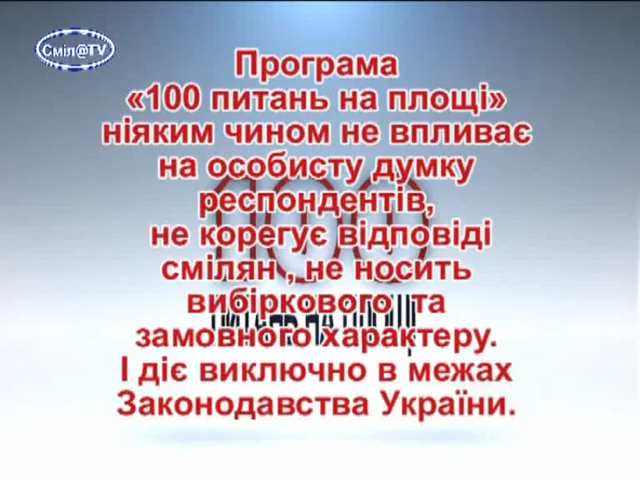 Сміл@TV
Програма
«100 питань на площі»
ніяким чином не впливає
на особисту думку
респондентів,
не корегує відповіді
смілян , не носить
вибіркового та
замовного характеру.
І діє виключно в межах
Законодавства України.
100